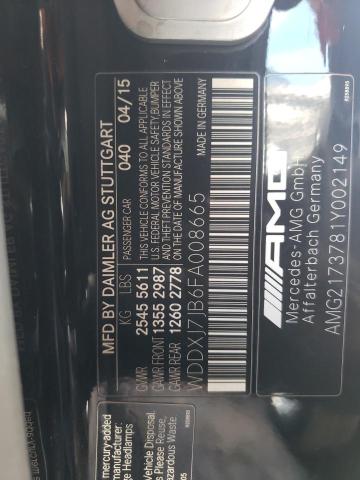 MFD BY DAIMLER AG STUTTGART
PASSENGER CAR 040 04/15
KG LBS
GVWR 2545 5611
GAWR FRONT 1355 2987
GAWR REAR 1260 2778
THIS VEHICLE CONFORMS TO ALL APPLICABLE
U.S. FEDERAL MOTOR VEHICLE SAFETY, BUMPER
AND THEFT PREVENTION STANDARDS IN EFFECT
ON THE DATE OF MANUFACTURE SHOWN ABOVE
MADE IN GERMANY
WDDXJ7JB6FA008665
AMG
Mercedes-AMG GmbH
Affalterbach Germany
AMG2173781Y002149
mercury-added
Vehicle Disposal.
Please Reuse,
Hazardous Waste.